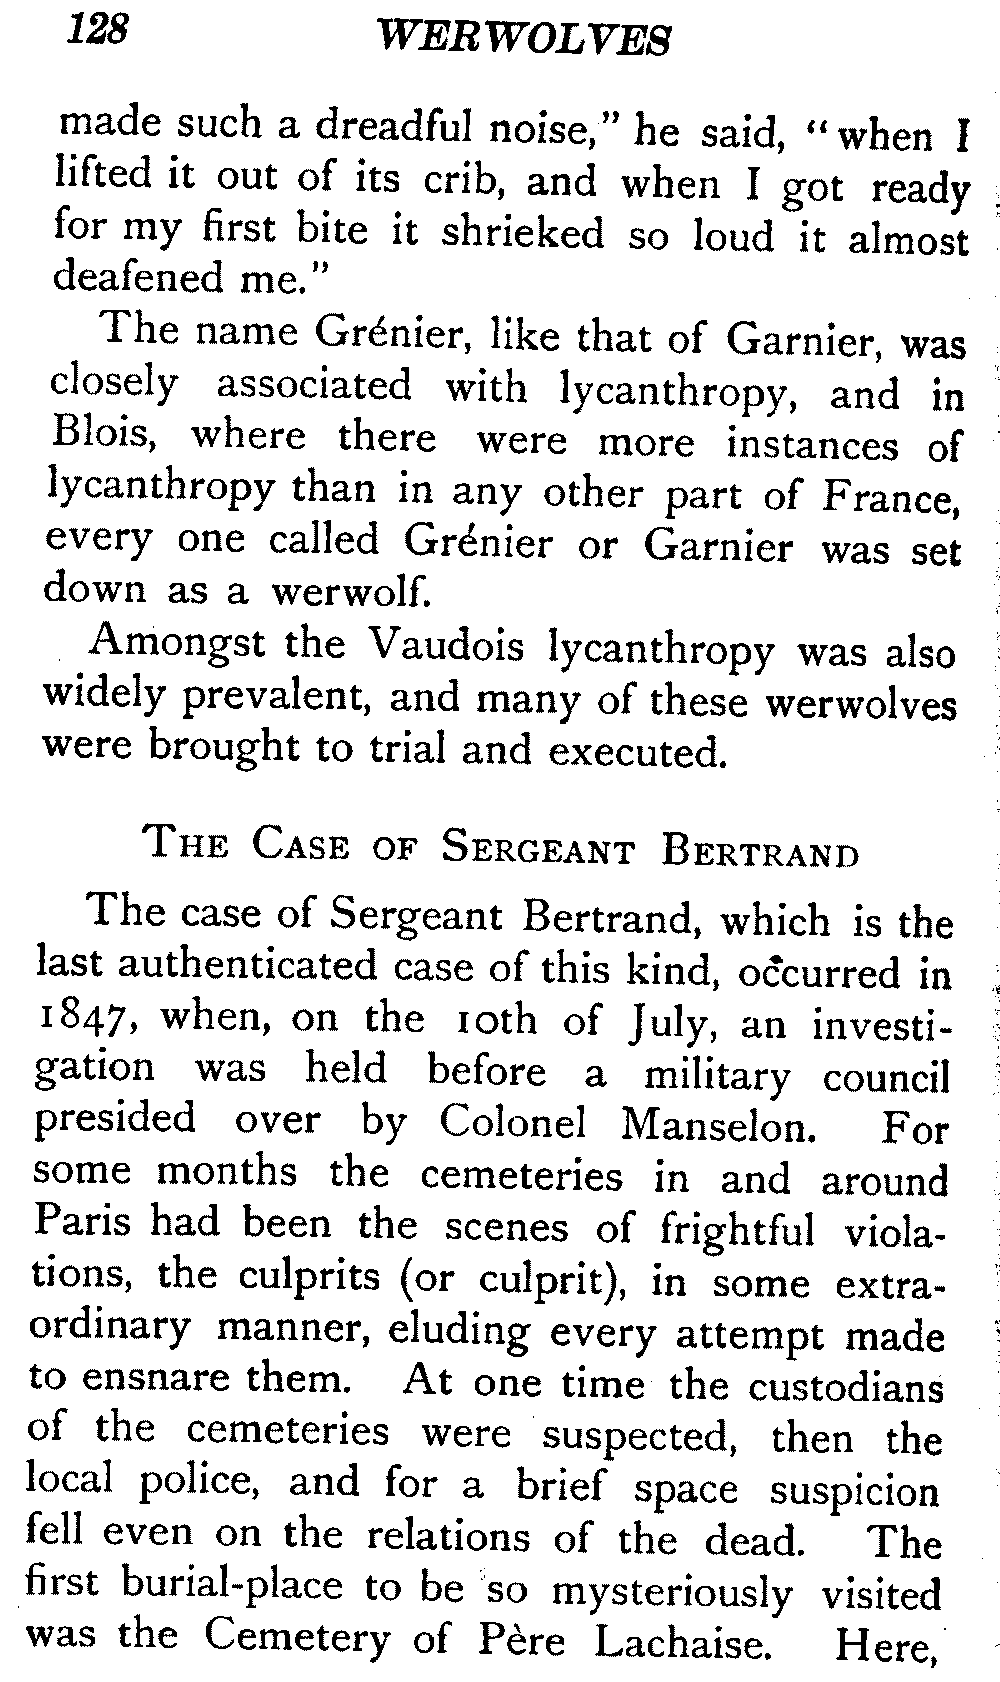 128 WERWOLVES
made such a dreadful noise," he said, "when I
lifted it out of its crib, and when I got ready
for my first bite it shrieked so loud it almost
deafened me."
The name Grénier, like that of Garnier, was
closely associated with lycanthropy, and in
Blois, where there were more instances of
lycanthropy than in any other part of France,
every one called Grénier or Garnier was set
down as a werwolf.
Amongst the Vaudois lycanthropy was also
widely prevalent, and many of these werwolves
were brought to trial and executed.
THE CASE OF SERGEANT BERTRAND
The case of Sergeant Bertrand, which is the
last authenticated case of this kind, occurred in
1847, when, on the 10th of July, an investi-
gation was held before a military council
presided over by Colonel Manselon. For
some months the cemeteries in and around
Paris had been the scenes of frightful viola-
tions, the culprits (or culprit), in some extra-
ordinary manner, eluding every attempt made
to ensnare them. At one time the custodians
of the cemeteries were suspected, then the
local police, and for a brief space suspicion
fell even on the relations of the dead. The
first burial-place to be so mysteriously visited
was the Cemetery of Père Lachaise. Here,